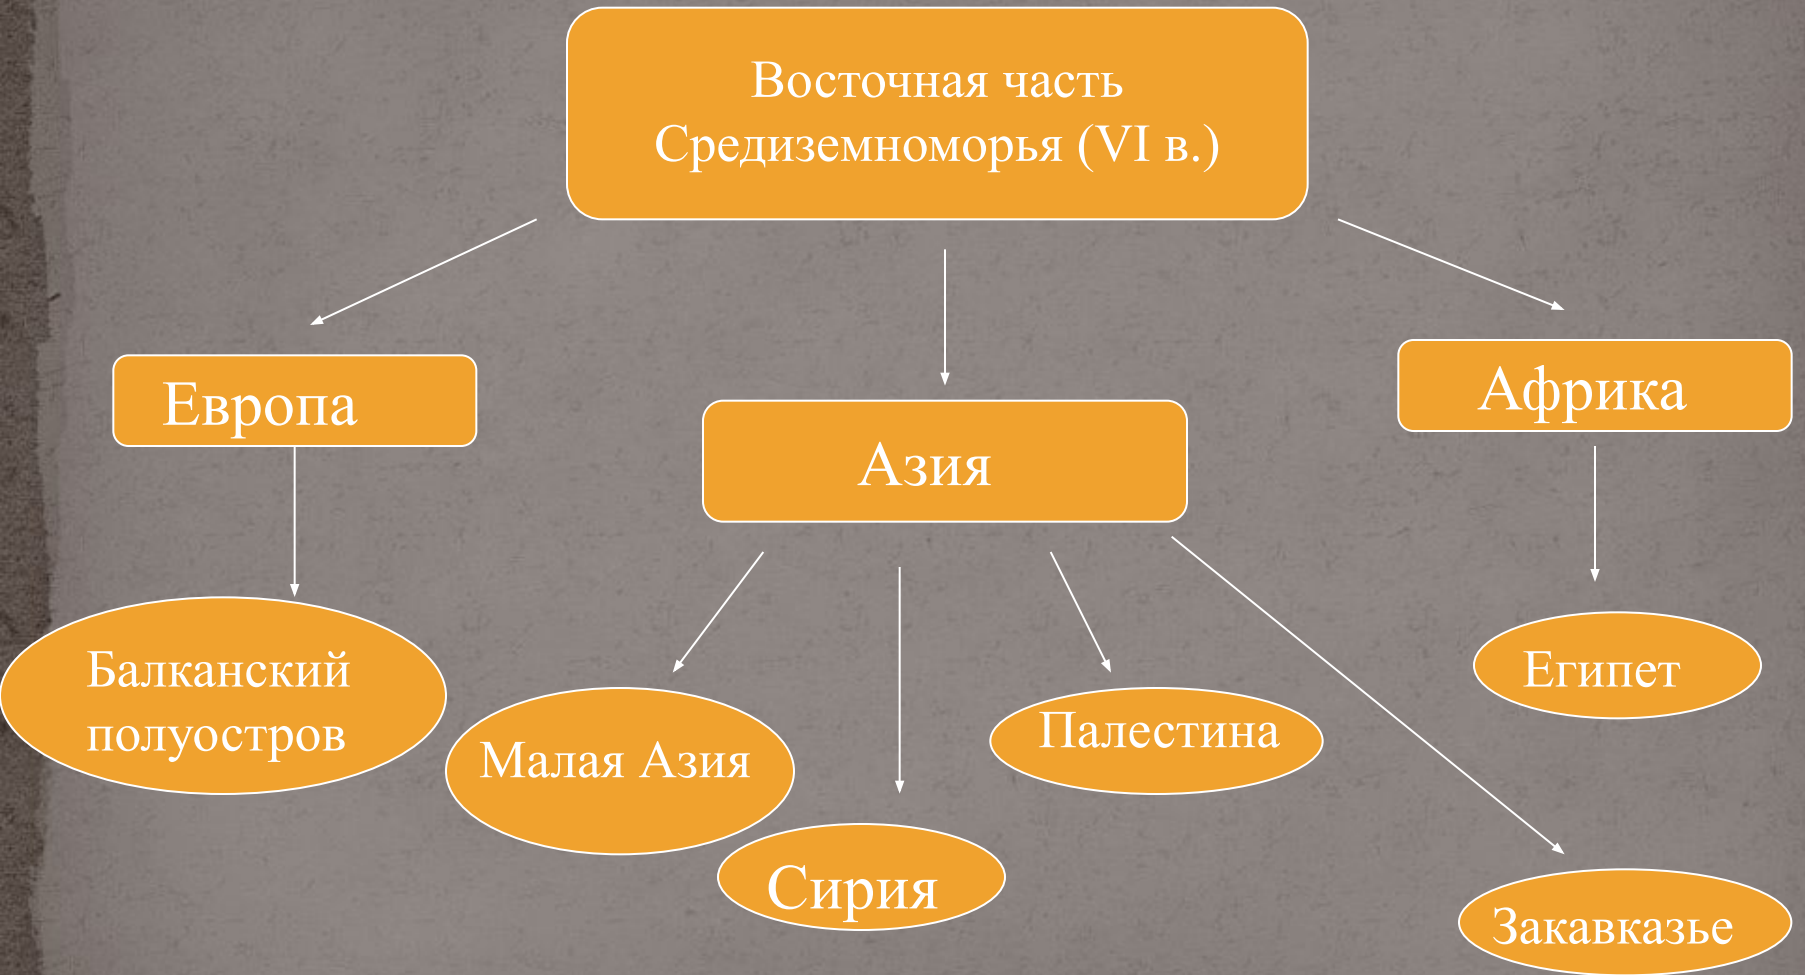 Восточная часть
Средиземноморья (VI в.)
Европа
Азия
Африка
Балканский
полуостров
Малая Азия
Сирия
Палестина
Египет
Закавказье